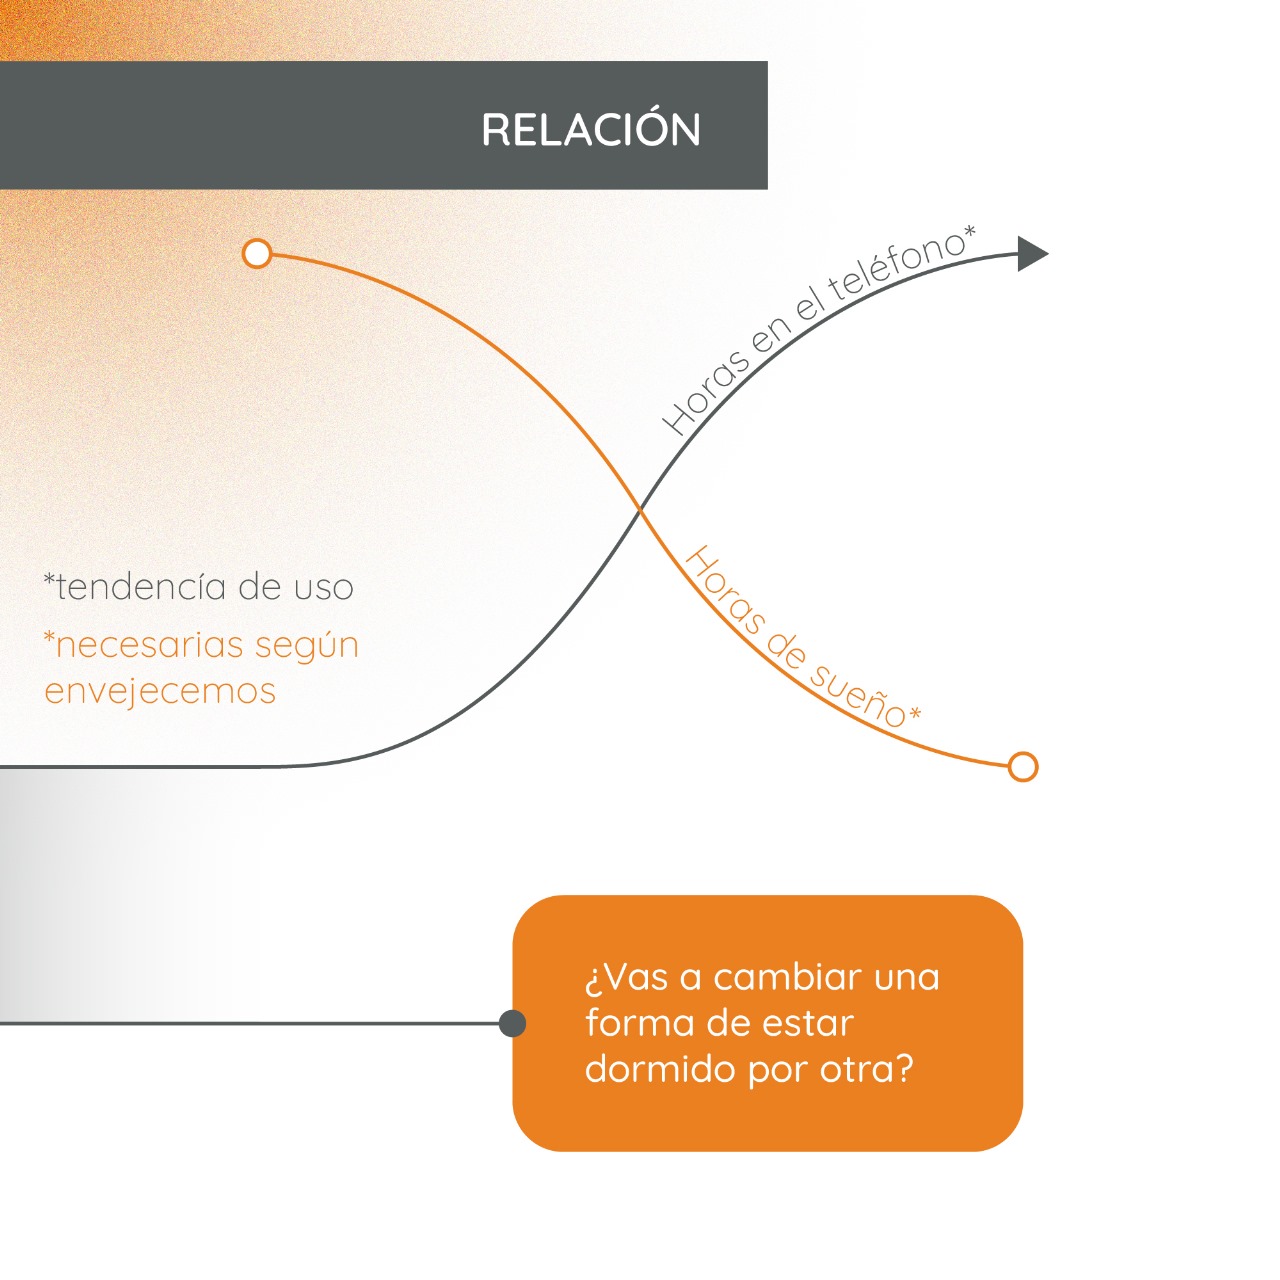 RELACIÓN
Horas en el teléfono*
Horas de sueño*
*tendencía de uso
*necesarias según
envejecemos
¿Vas a cambiar una
forma de estar
dormido por otra?